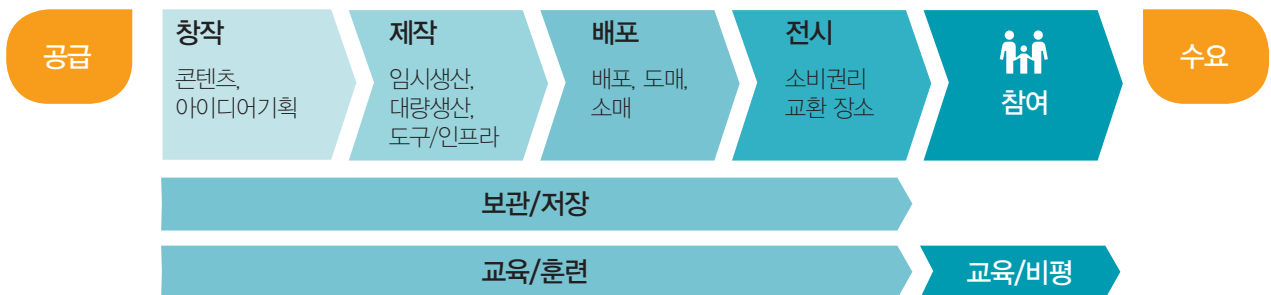 공급
창작
콘텐츠,
아이디어기획
제작
임시생산,
대량생산,
도구/인프라
배포
배포, 도매,
소매
전시
소비권리
교환 장소
참여
수요
보관/저장
교육/훈련
교육/비평